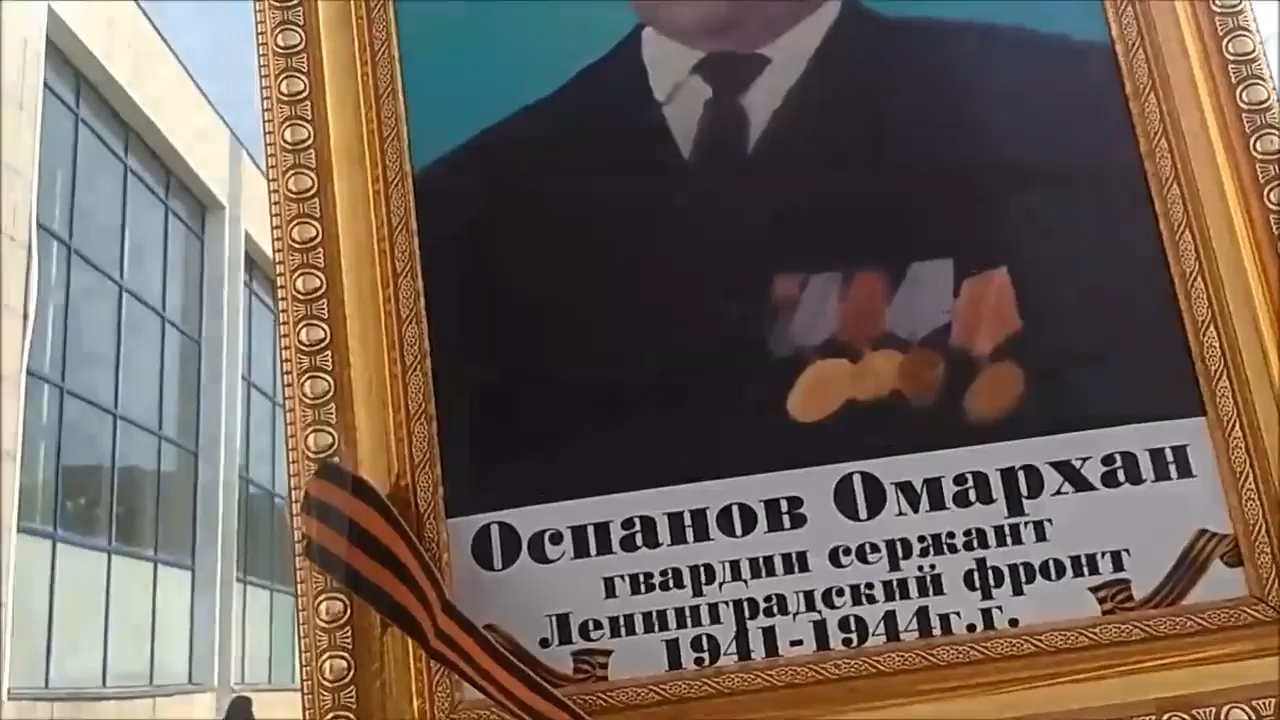 Оспанов Омархан
гвардии сержант
Ленинградский фронт
1941-1944г.г.